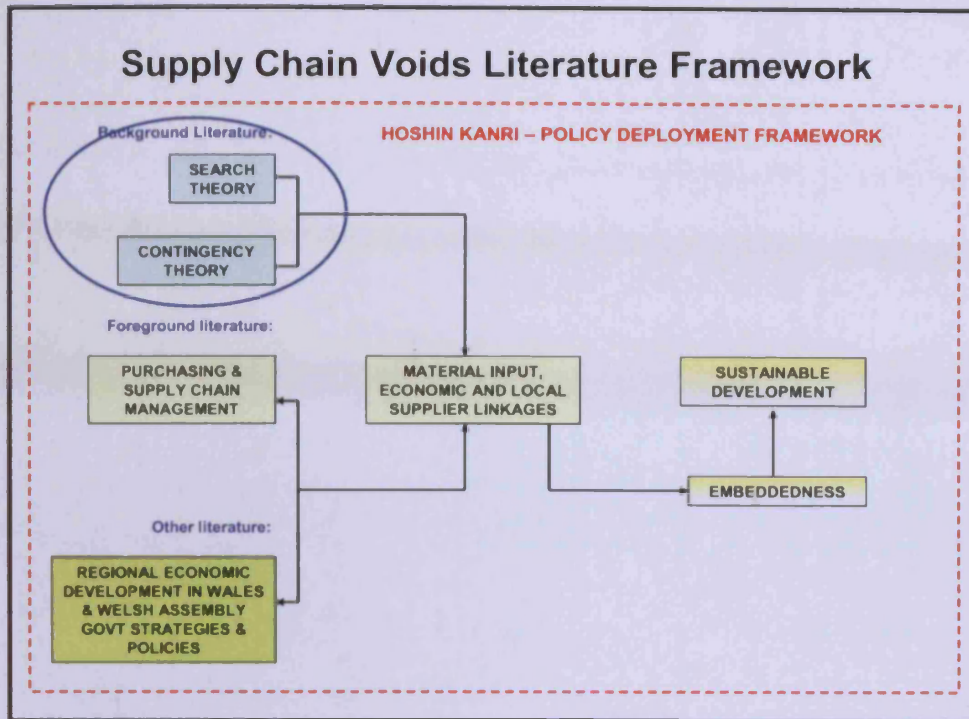 Supply Chain Voids Literature Framework
Background Literature:
HOSHIN KANRI – POLICY DEPLOYMENT FRAMEWORK
SEARCH
THEORY
CONTINGENCY
THEORY
Foreground literature:
PURCHASING &
SUPPLY CHAIN
MANAGEMENT
MATERIAL INPUT,
ECONOMIC AND LOCAL
SUPPLIER LINKAGES
SUSTAINABLE
DEVELOPMENT
EMBEDDEDNESS
Other literature:
REGIONAL ECONOMIC
DEVELOPMENT IN WALES
& WELSH ASSEMBLY
GOVT STRATEGIES &
POLICIES